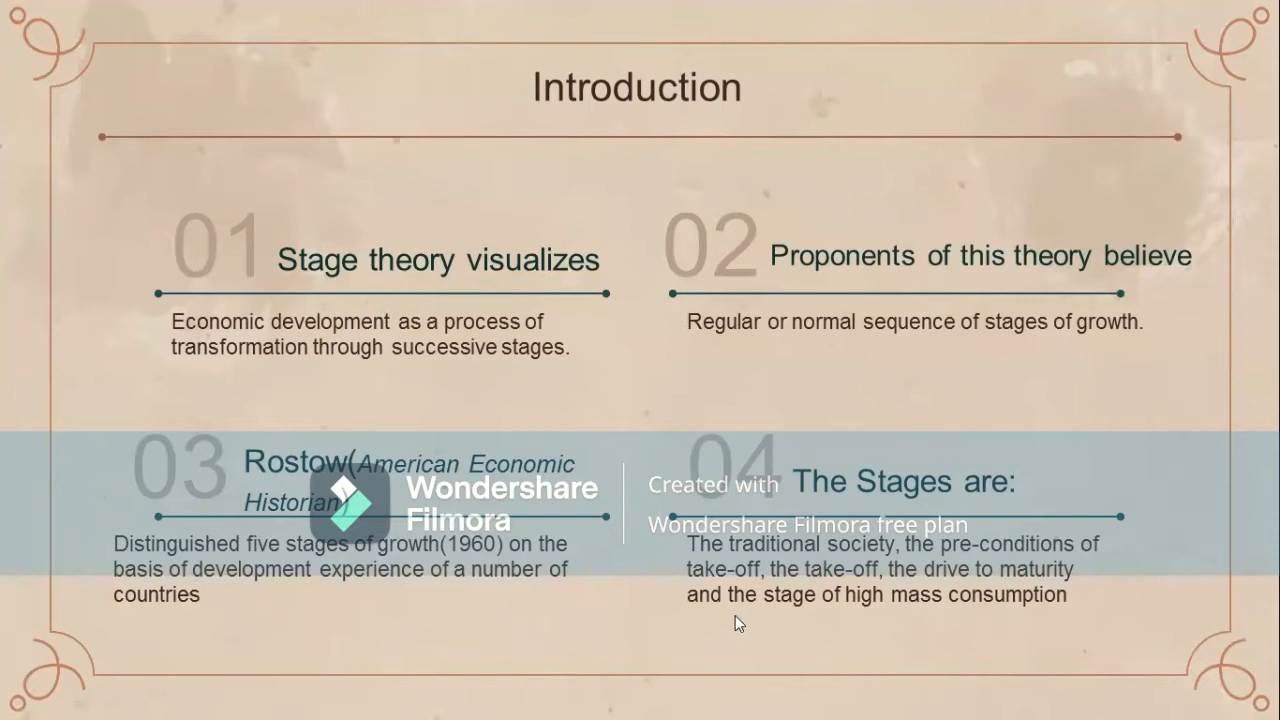 Introduction
01 Stage theory visualizes
Economic development as a process of
transformation through successive stages.
02 Proponents of this theory believe
Regular or normal sequence of stages of growth.
03 Rostow(American Economic
Historian)
Distinguished five stages of growth(1960) on the
basis of development experience of a number of
countries
04 The Stages are:
The traditional society, the pre-conditions of
take-off, the take-off, the drive to maturity
and the stage of high mass consumption
Wondershare
Filmora
Created with
Wondershare Filmora free plan